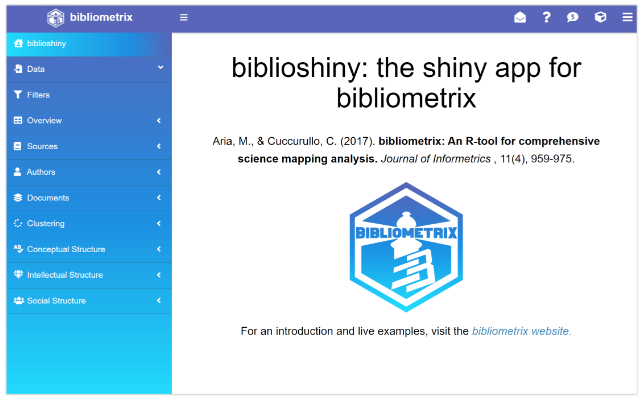 bibliometrix
biblioshiny
Data
Filters
Overview
Sources
Authors
Documents
Clustering
Conceptual Structure
Intellectual Structure
Social Structure
biblioshiny: the shiny app for
bibliometrix
Aria, M., & Cuccurullo, C. (2017). bibliometrix: An R-tool for comprehensive
science mapping analysis. Journal of Informetrics , 11(4), 959-975.
BIBLIOMETRIX
For an introduction and live examples, visit the bibliometrix website.